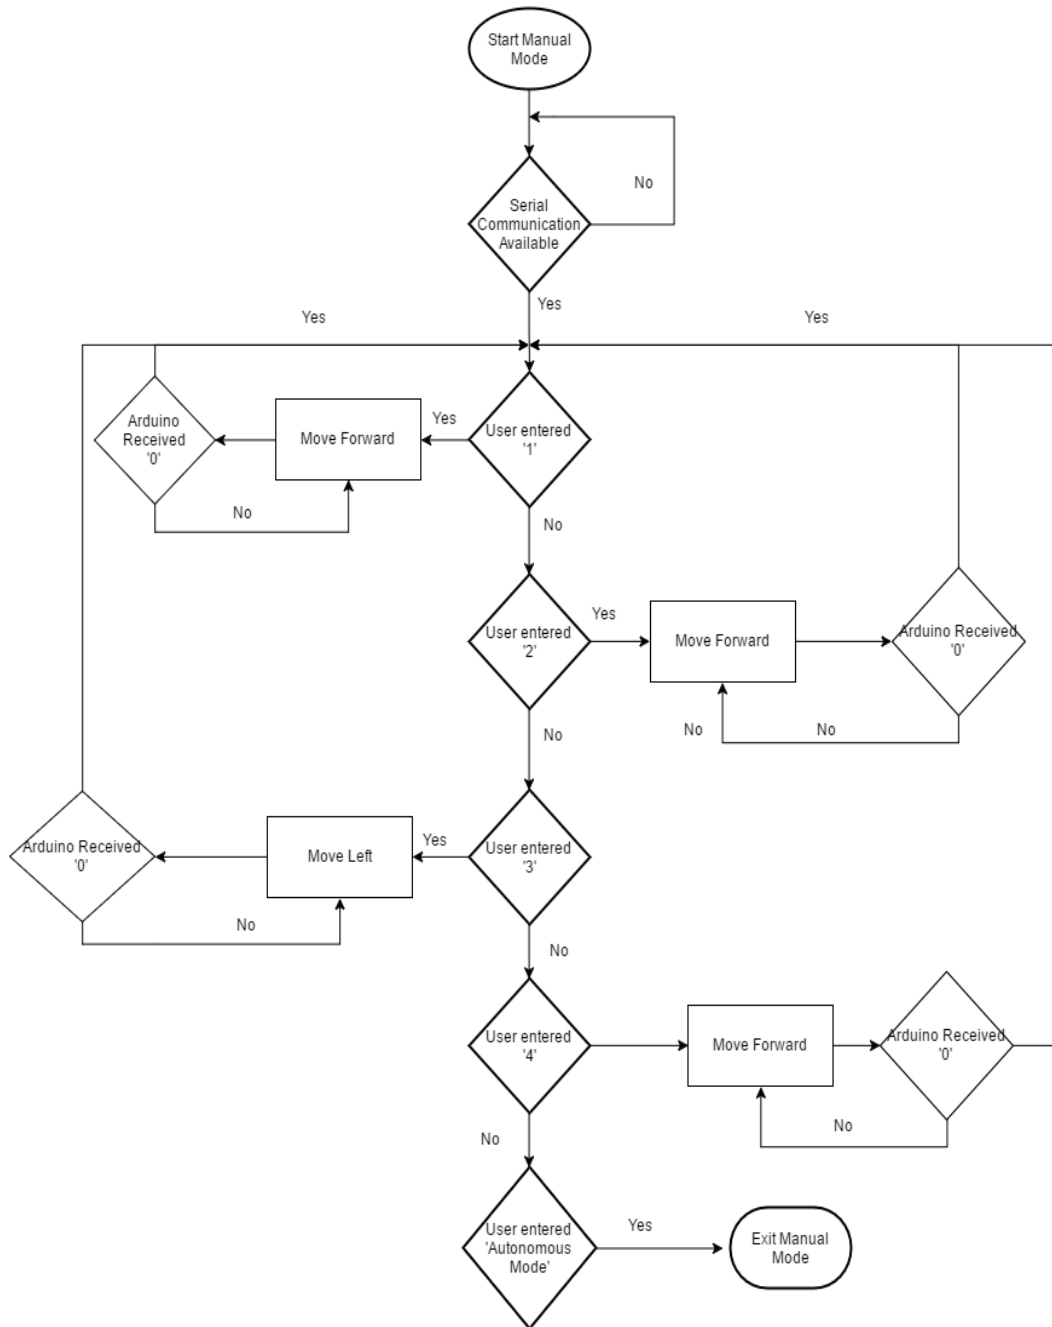 Start Manual
Mode
No
Serial
Communication
Available
Yes
Yes
Yes
Arduino
Received
'0'
Move Forward
Yes
User entered
'1'
No
No
User entered
'2'
Yes
Move Forward
Arduino Received
'0'
No
No
No
Arduino Received
'0'
Move Left
Yes
User entered
'3'
No
No
User entered
'4'
Move Forward
Arduino Received
'0'
No
No
User entered
'Autonomous
Mode'
Yes
Exit Manual
Mode